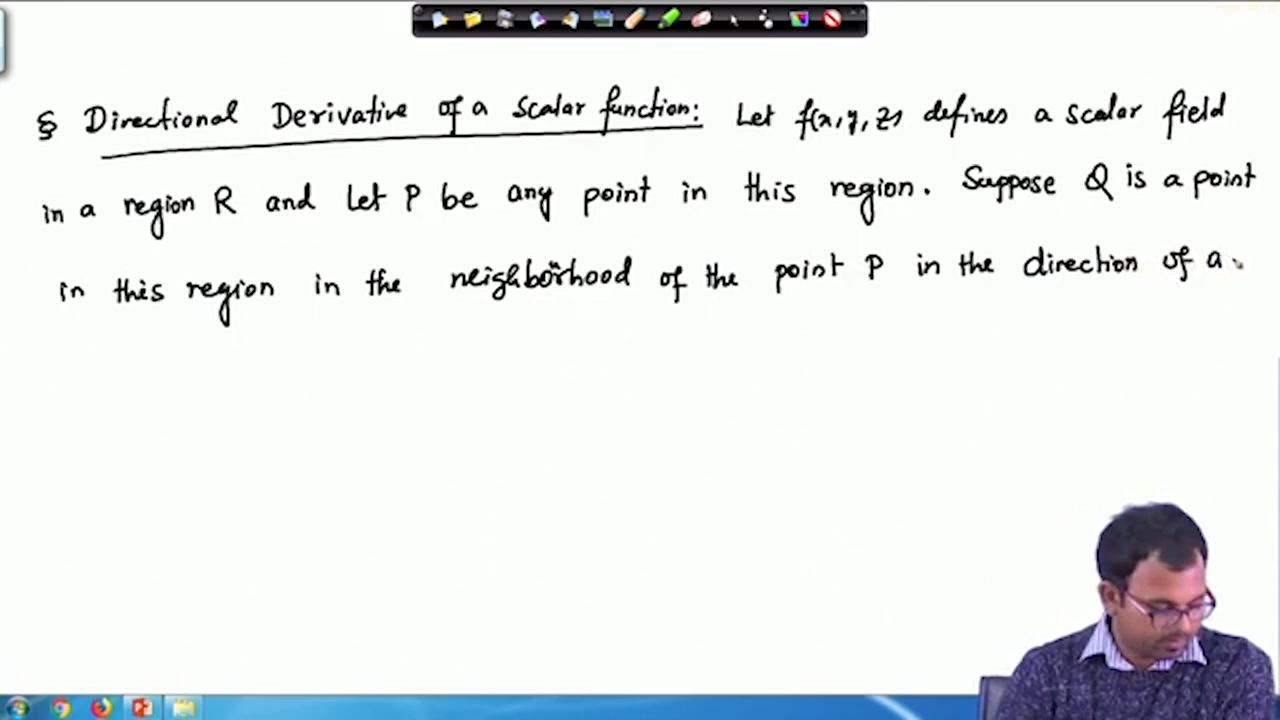 § Directional Derivative of a scalar function: Let f(x, y, z) defines a scalar field
in a region R and let P be any point in this region. Suppose Q is a point
in this region in the neighborhood of the point P in the direction of a